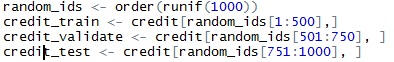 random_ids <- order(runif(1000))
credit_train <- credit[random_ids[1:500],]
credit_validate <- credit[random_ids[501:750], ]
credit_test <- credit[random_ids[751:1000], ]